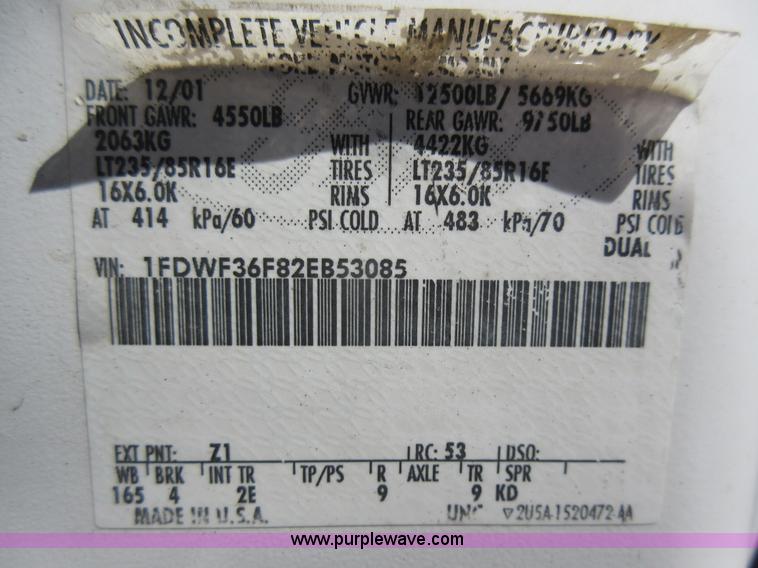 INCOMPLETE VEHICLE MANUFACTURED BY
FORD MOTOR COMPANY
DATE: 12/01 GVWR: 12500LB/ 5669KG
FRONT GAWR: 4550LB REAR GAWR: 9750LB
2063KG WITH 4422KG WITH
LT235/85R16E TIRES LT235/85R16E TIRES
16X6.0K RIMS 16X6.0K RIMS
AT 414 kPa/60 PSI COLD AT 483 kPa/70 PSI COLD
DUAL
VIN: 1FDWF36F82EB53085
EXT PNT: Z1 RC: 53 DSO:
WB BRK INT TR TP/PS R AXLE TR SPR
165 4 2E 9 9 KD
MADE IN U.S.A. 2U5A-1520472-AA
www.purplewave.com